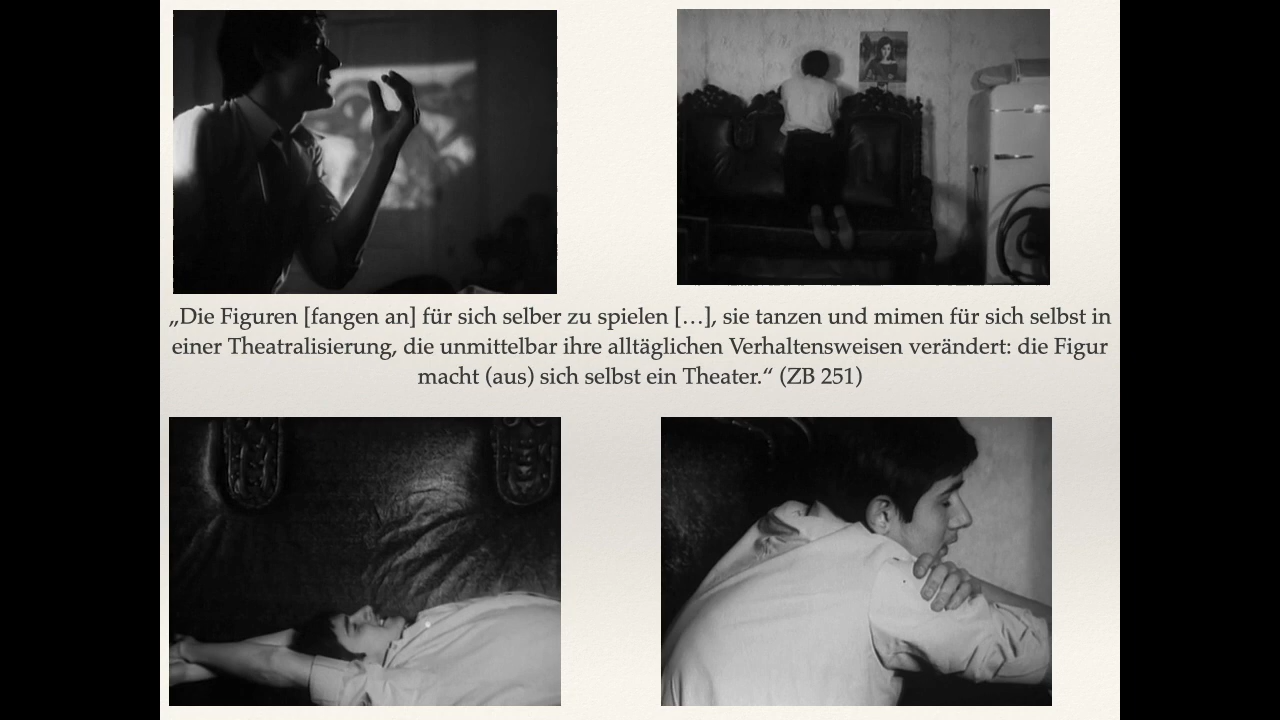 „Die Figuren [fangen an] für sich selber zu spielen […], sie tanzen und mimen für sich selbst in
einer Theatralisierung, die unmittelbar ihre alltäglichen Verhaltensweisen verändert: die Figur
macht (aus) sich selbst ein Theater.“ (ZB 251)